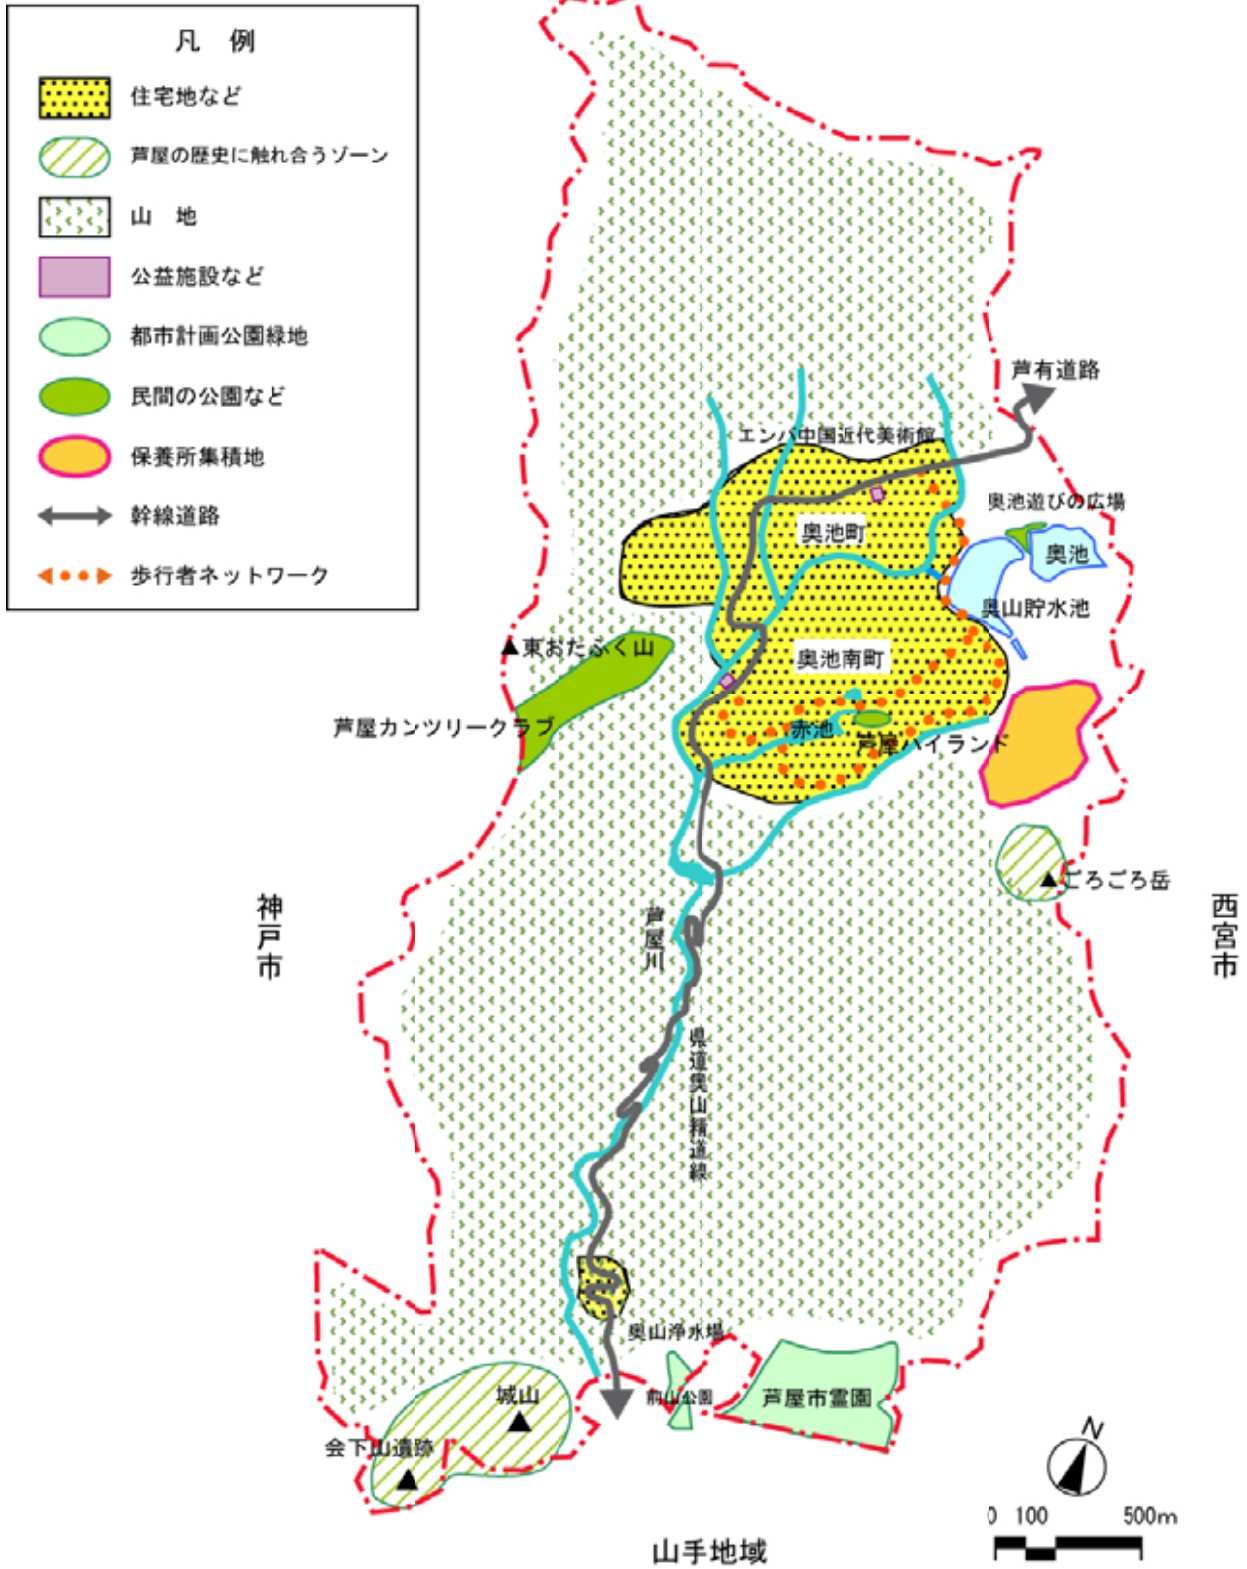 凡 例
住宅地など
芦屋の歴史に触れ合うゾーン
山 地
公益施設など
都市計画公園緑地
民間の公園など
保養所集積地
幹線道路
歩行者ネットワーク
芦有道路
エンバ中国近代美術館
奥池遊びの広場
奥池町
奥池
奥山貯水池
東おたふく山
奥池南町
芦屋カンツリークラブ
赤池
芦屋ハイランド
ごろごろ岳
神戸市
西宮市
芦屋川
県道奥山精道線
奥山浄水場
城山
前山公園
芦屋市霊園
会下山遺跡
N
0 100 500m
山手地域